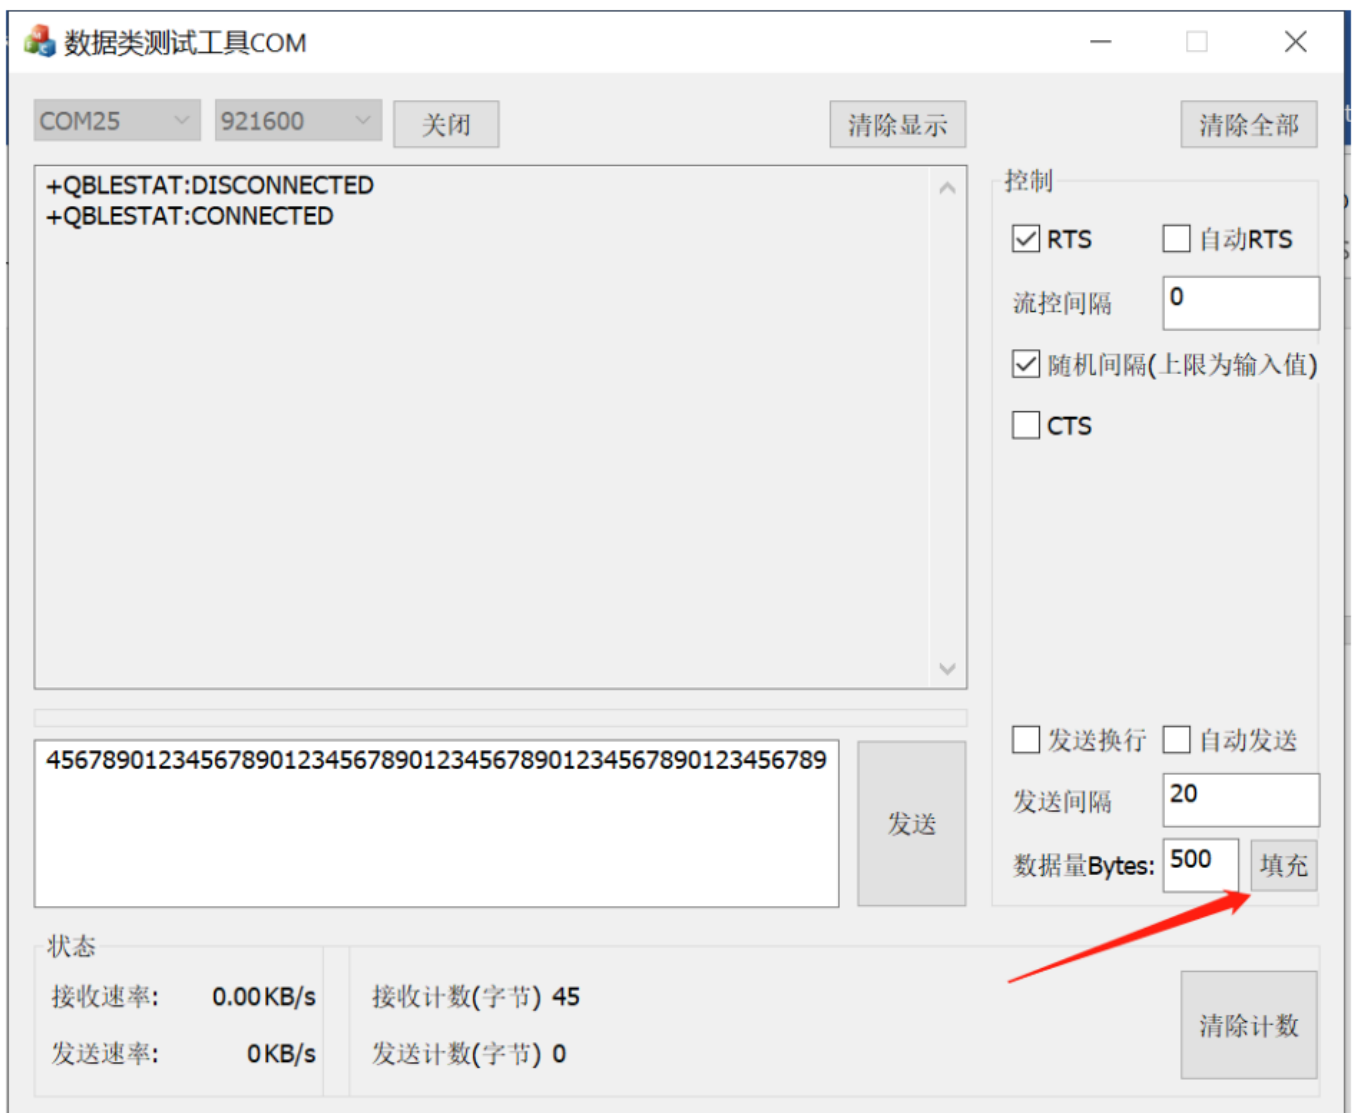 数据类测试工具COM
COM25 921600 关闭 清除显示 清除全部
+QBLESTAT:DISCONNECTED
+QBLESTAT:CONNECTED
控制
RTS 自动RTS
流控间隔 0
随机间隔(上限为输入值)
CTS
发送换行 自动发送
发送间隔 20
数据量Bytes: 500 填充
456789012345678901234567890123456789012345678901234567​89
发送
状态
接收速率: 0.00KB/s 接收计数(字节) 45
发送速率: 0KB/s 发送计数(字节) 0
清除计数